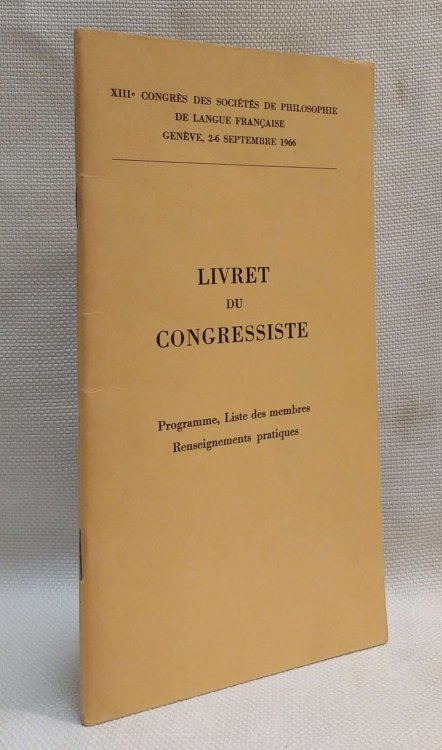 XIIIᵉ CONGRÈS DES SOCIÉTÉS DE PHILOSOPHIE
DE LANGUE FRANÇAISE
GENÈVE, 2-6 SEPTEMBRE 1966
LIVRET
DU
CONGRESSISTE
Programme, Liste des membres
Renseignements pratiques